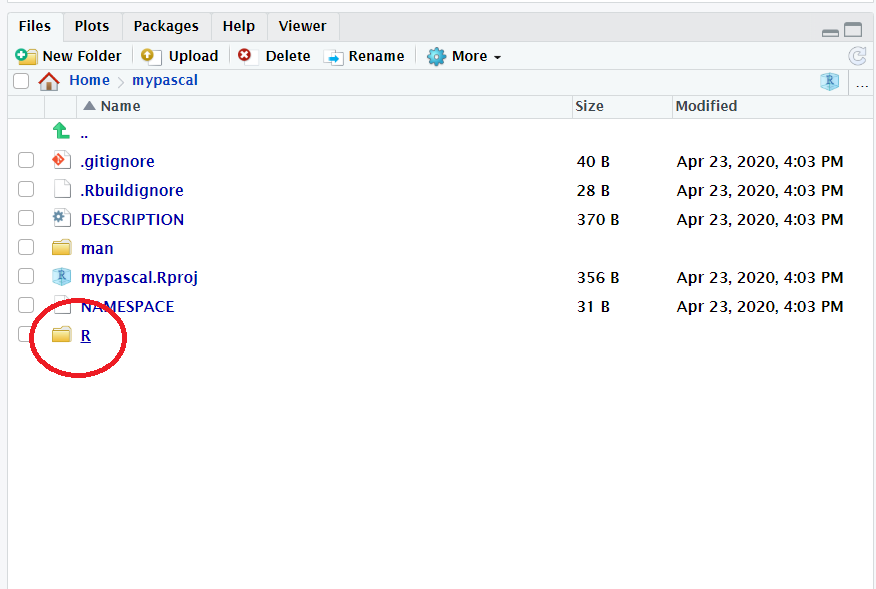 Files Plots Packages Help Viewer
New Folder Upload Delete Rename More
Home mypascal R ...
Name Size Modified
..
.gitignore 40 B Apr 23, 2020, 4:03 PM
.Rbuildignore 28 B Apr 23, 2020, 4:03 PM
DESCRIPTION 370 B Apr 23, 2020, 4:03 PM
man
R mypascal.Rproj 356 B Apr 23, 2020, 4:03 PM
NAMESPACE 31 B Apr 23, 2020, 4:03 PM
R